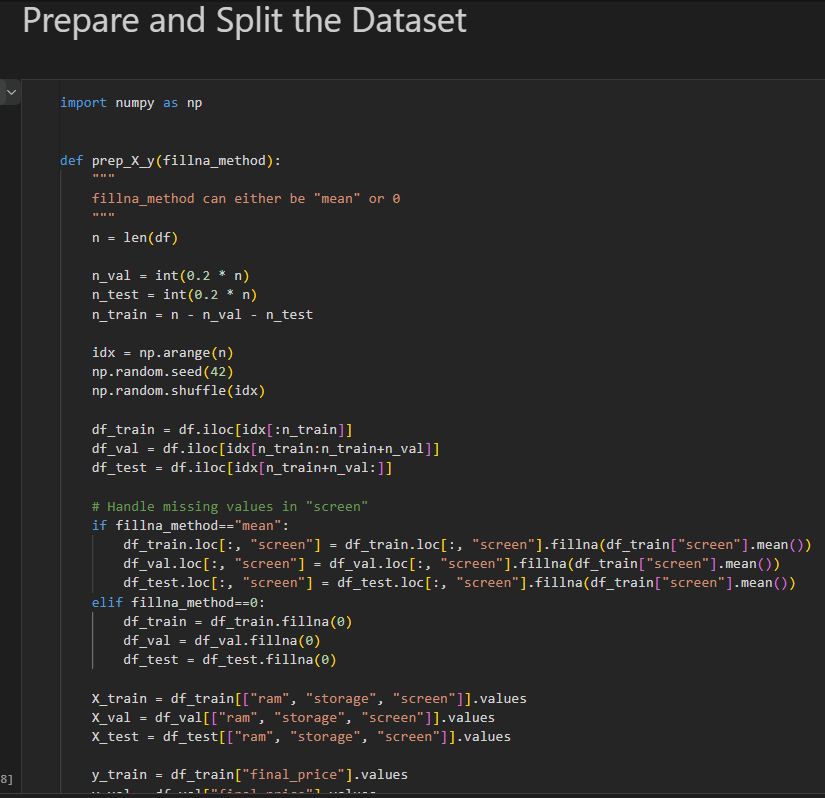 Prepare and Split the Dataset
import numpy as np
def prep_X_y(fillna_method):
"""
fillna_method can either be "mean" or 0
"""
n = len(df)
n_val = int(0.2 * n)
n_test = int(0.2 * n)
n_train = n - n_val - n_test
idx = np.arange(n)
np.random.seed(42)
np.random.shuffle(idx)
df_train = df.iloc[idx[:n_train]]
df_val = df.iloc[idx[n_train:n_train+n_val]]
df_test = df.iloc[idx[n_train+n_val:]]
# Handle missing values in "screen"
if fillna_method=="mean":
df_train.loc[:, "screen"] = df_train.loc[:, "screen"].fillna(df_train["screen"].mean())
df_val.loc[:, "screen"] = df_val.loc[:, "screen"].fillna(df_train["screen"].mean())
df_test.loc[:, "screen"] = df_test.loc[:, "screen"].fillna(df_train["screen"].mean())
elif fillna_method==0:
df_train = df_train.fillna(0)
df_val = df_val.fillna(0)
df_test = df_test.fillna(0)
X_train = df_train[["ram", "storage", "screen"]].values
X_val = df_val[["ram", "storage", "screen"]].values
X_test = df_test[["ram", "storage", "screen"]].values
y_train = df_train["final_price"].values
8]
y_val = df_val["final_price"].values